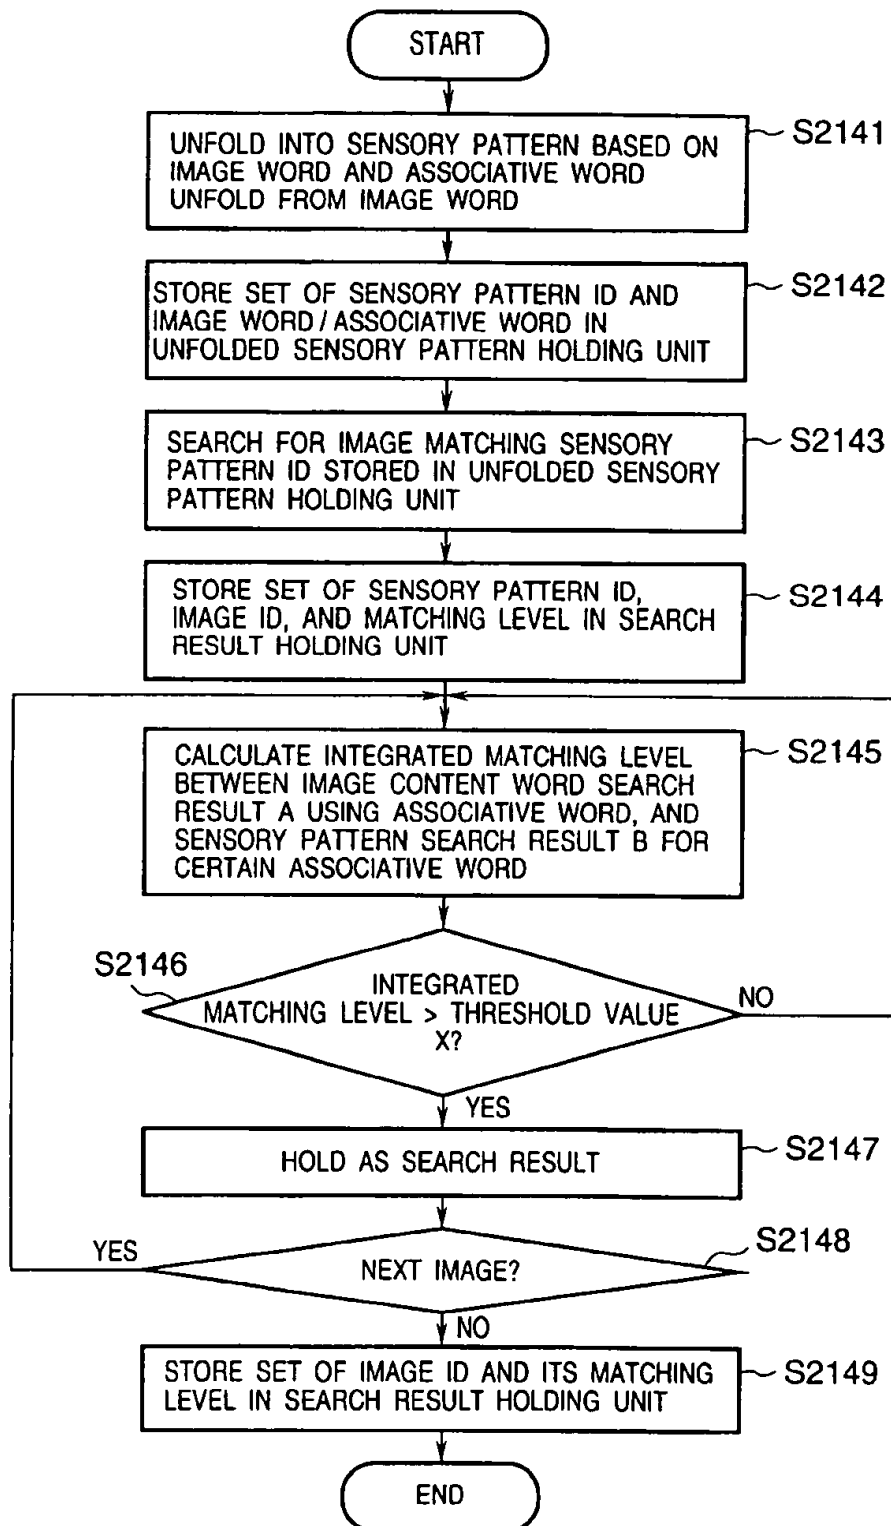 START
S2141
UNFOLD INTO SENSORY PATTERN BASED ON
IMAGE WORD AND ASSOCIATIVE WORD
UNFOLD FROM IMAGE WORD
S2142
STORE SET OF SENSORY PATTERN ID AND
IMAGE WORD/ASSOCIATIVE WORD IN
UNFOLDED SENSORY PATTERN HOLDING UNIT
S2143
SEARCH FOR IMAGE MATCHING SENSORY
PATTERN ID STORED IN UNFOLDED SENSORY
PATTERN HOLDING UNIT
S2144
STORE SET OF SENSORY PATTERN ID,
IMAGE ID, AND MATCHING LEVEL IN SEARCH
RESULT HOLDING UNIT
S2145
CALCULATE INTEGRATED MATCHING LEVEL
BETWEEN IMAGE CONTENT WORD SEARCH
RESULT A USING ASSOCIATIVE WORD, AND
SENSORY PATTERN SEARCH RESULT B FOR
CERTAIN ASSOCIATIVE WORD
S2146
INTEGRATED
MATCHING LEVEL > THRESHOLD VALUE
X?
NO
YES
S2147
HOLD AS SEARCH RESULT
S2148
YES
NEXT IMAGE?
NO
S2149
STORE SET OF IMAGE ID AND ITS MATCHING
LEVEL IN SEARCH RESULT HOLDING UNIT
END